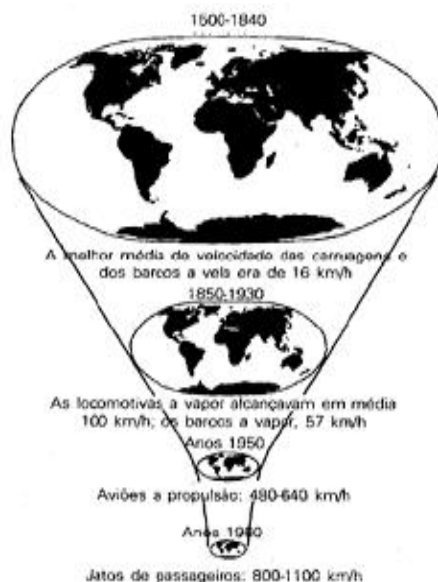 1500-1840
A melhor média de velocidade das carruagens e
dos barcos a vela era de 16 km/h
1850-1930
As locomotivas a vapor alcançavam em média
100 km/h; os barcos a vapor, 57 km/h
Anos 1950
Aviões a propulsão: 480-640 km/h
Anos 1960
Jatos de passageiros: 800-1100 km/h